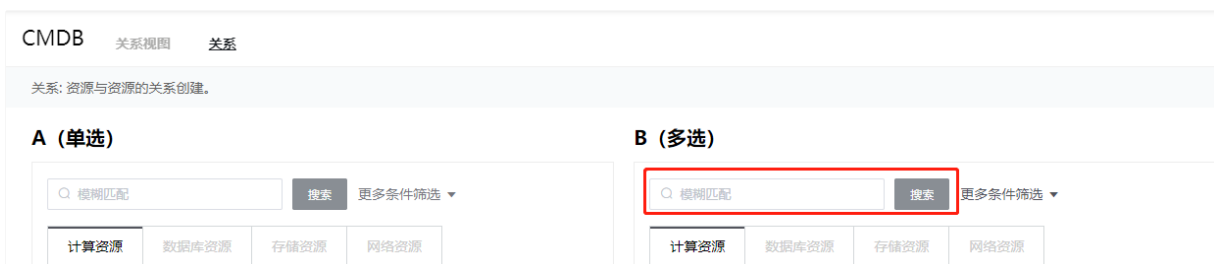 CMDB 关系视图 关系
关系: 资源与资源的关系创建。
A（单选） B（多选）
模糊匹配 搜索 更多条件筛选 模糊匹配 搜索 更多条件筛选
计算资源 数据库资源 存储资源 网络资源 计算资源 数据库资源 存储资源 网络资源